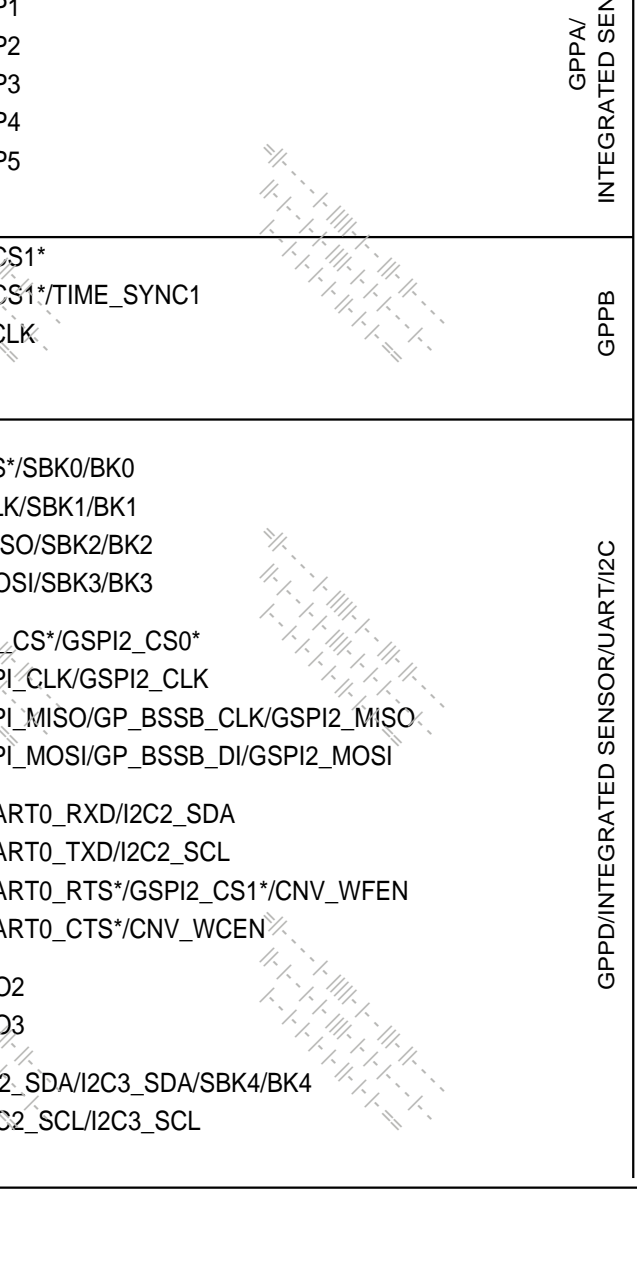 P1
P2
P3
P4
P5
GPPA/
INTEGRATED SEN
CS1*
CS1*/TIME_SYNC1
CLK
GPPB
S*/SBK0/BK0
LK/SBK1/BK1
SO/SBK2/BK2
OSI/SBK3/BK3
_CS*/GSPI2_CS0*
PI_CLK/GSPI2_CLK
PI_MISO/GP_BSSB_CLK/GSPI2_MISO
PI_MOSI/GP_BSSB_DI/GSPI2_MOSI
ART0_RXD/I2C2_SDA
ART0_TXD/I2C2_SCL
ART0_RTS*/GSPI2_CS1*/CNV_WFEN
ART0_CTS*/CNV_WCEN
O2
O3
2_SDA/I2C3_SDA/SBK4/BK4
C2_SCL/I2C3_SCL
GPPD/INTEGRATED SENSOR/UART/I2C